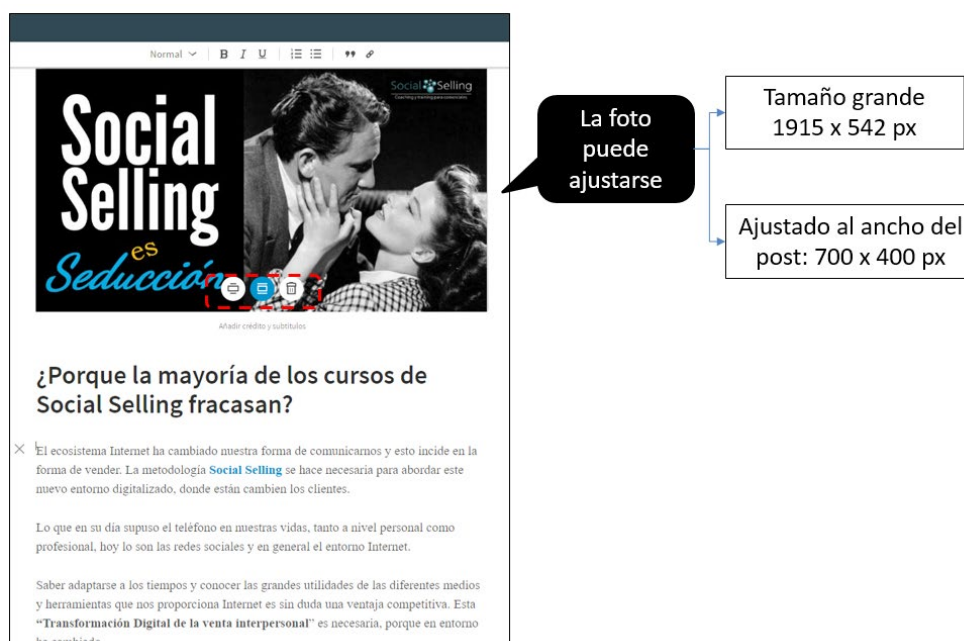 Normal
B I U
Social Selling
Coaching y training para comerciales
Social
Selling
es
Seducción
Añadir crédito y subtítulos
¿Porque la mayoría de los cursos de
Social Selling fracasan?
El ecosistema Internet ha cambiado nuestra forma de comunicarnos y esto incide en la
forma de vender. La metodología Social Selling se hace necesaria para abordar este
nuevo entorno digitalizado, donde están cambien los clientes.
Lo que en su día supuso el teléfono en nuestras vidas, tanto a nivel personal como
profesional, hoy lo son las redes sociales y en general el entorno Internet.
Saber adaptarse a los tiempos y conocer las grandes utilidades de las diferentes medios
y herramientas que nos proporciona Internet es sin duda una ventaja competitiva. Esta
“Transformación Digital de la venta interpersonal” es necesaria, porque en entorno
ha cambiado
La foto
puede
ajustarse
Tamaño grande
1915 x 542 px
Ajustado al ancho del
post: 700 x 400 px